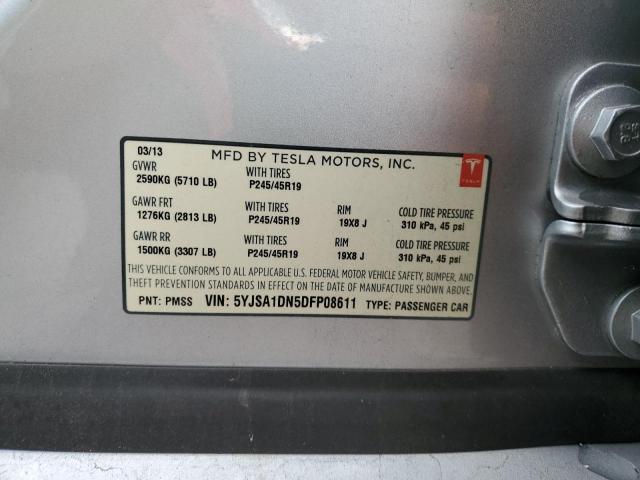 03/13 MFD BY TESLA MOTORS, INC.
GVWR WITH TIRES
2590KG (5710 LB) P245/45R19
TESLA
GAWR FRT WITH TIRES RIM COLD TIRE PRESSURE
1276KG (2813 LB) P245/45R19 19X8 J 310 kPa, 45 psi
GAWR RR WITH TIRES RIM COLD TIRE PRESSURE
1500KG (3307 LB) P245/45R19 19X8 J 310 kPa, 45 psi
THIS VEHICLE CONFORMS TO ALL APPLICABLE U.S. FEDERAL MOTOR VEHICLE SAFETY, BUMPER, AND
THEFT PREVENTION STANDARDS IN EFFECT ON THE DATE OF MANUFACTURE SHOWN ABOVE.
PNT: PMSS VIN: 5YJSA1DN5DFP08611 TYPE: PASSENGER CAR